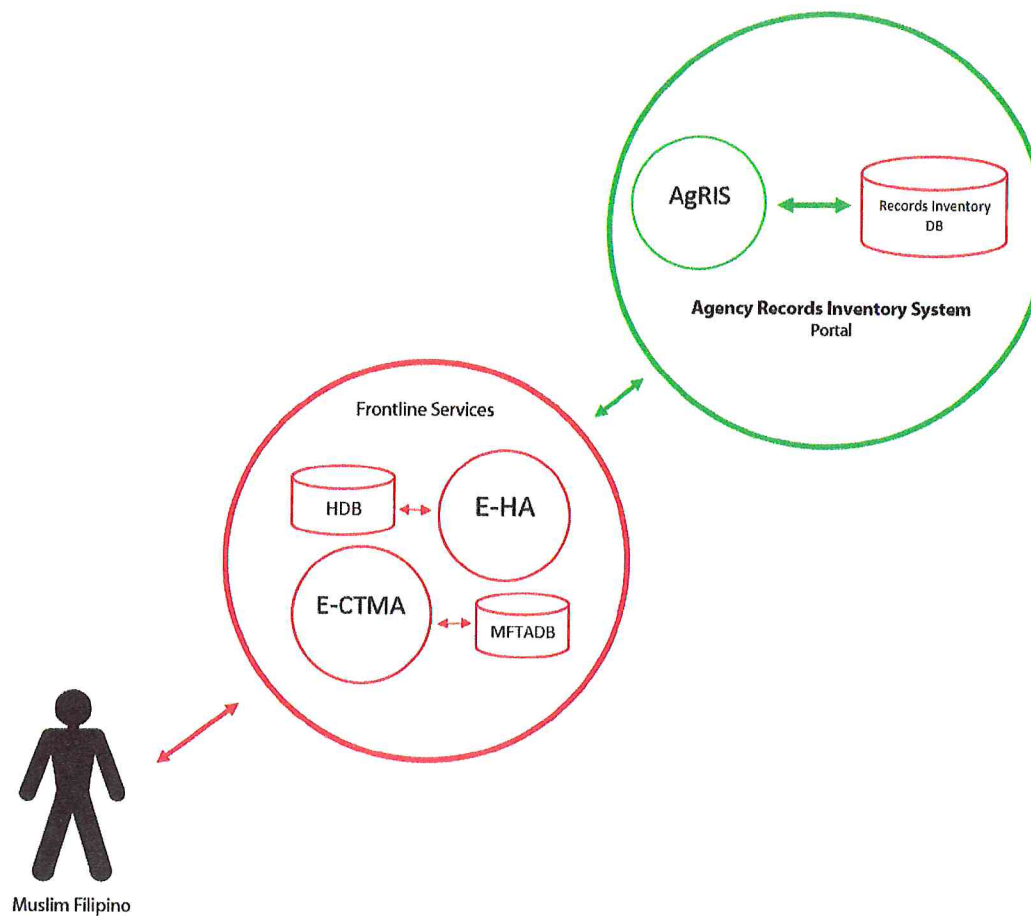 AgRIS
Records Inventory
DB
Agency Records Inventory System
Portal
Frontline Services
HDB
E-HA
E-CTMA
MFTADB
Muslim Filipino